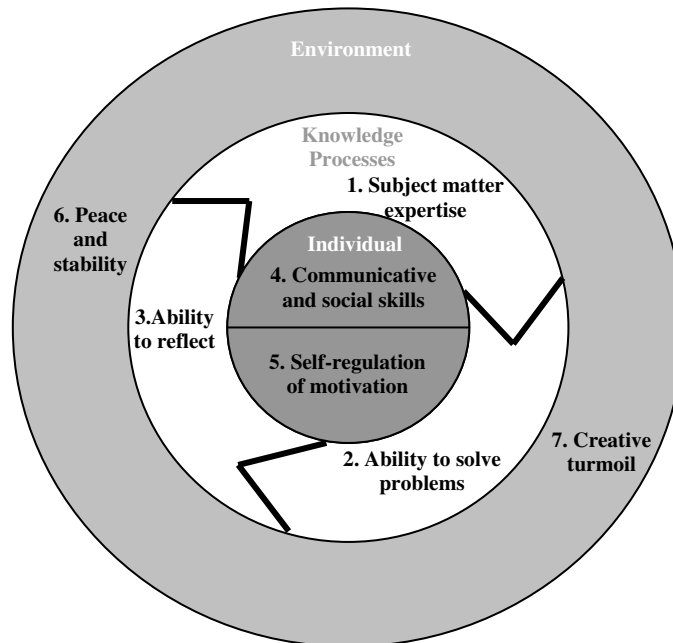 Environment
Knowledge
Processes
1. Subject matter
expertise
6. Peace
and
stability
Individual
4. Communicative
and social skills
3.Ability
to reflect
5. Self-regulation
of motivation
2. Ability to solve
problems
7. Creative
turmoil